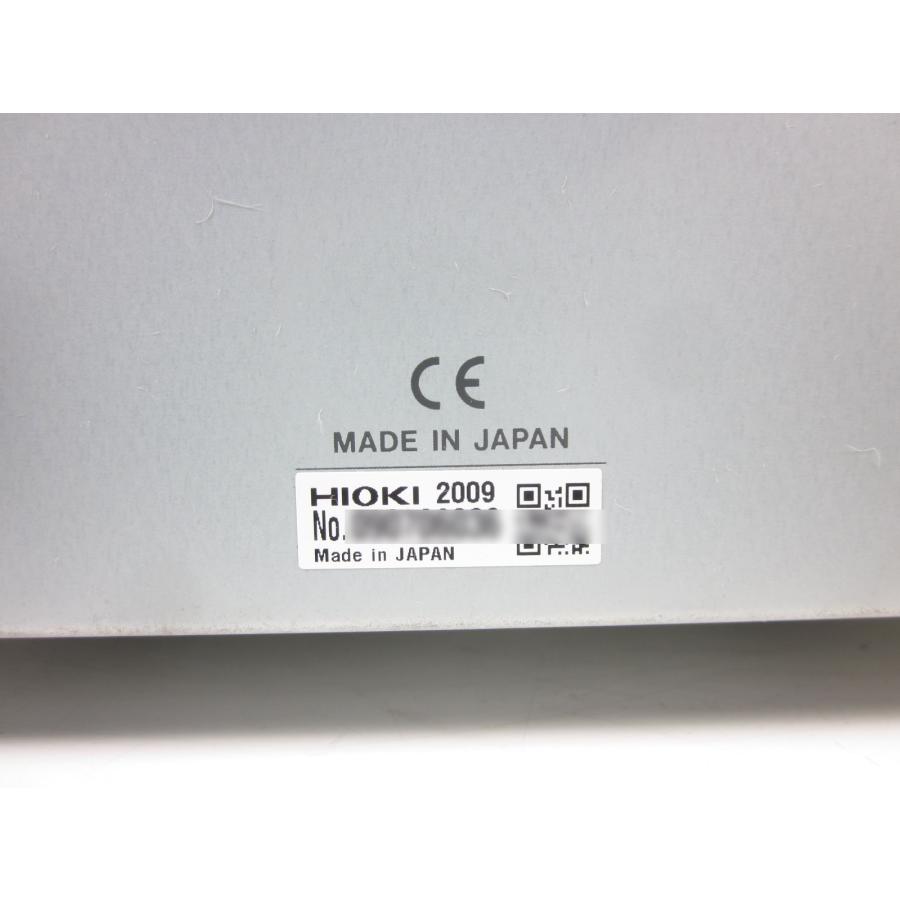 CE
MADE IN JAPAN
HIOKI 2009
No.
Made in JAPAN